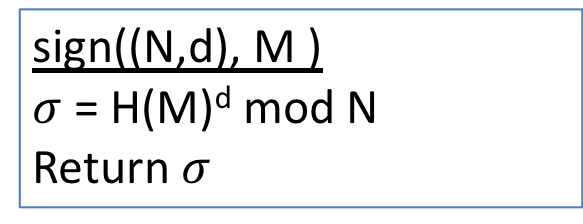 sign((N,d), M )
σ = H(M)ᵈ mod N
Return σ